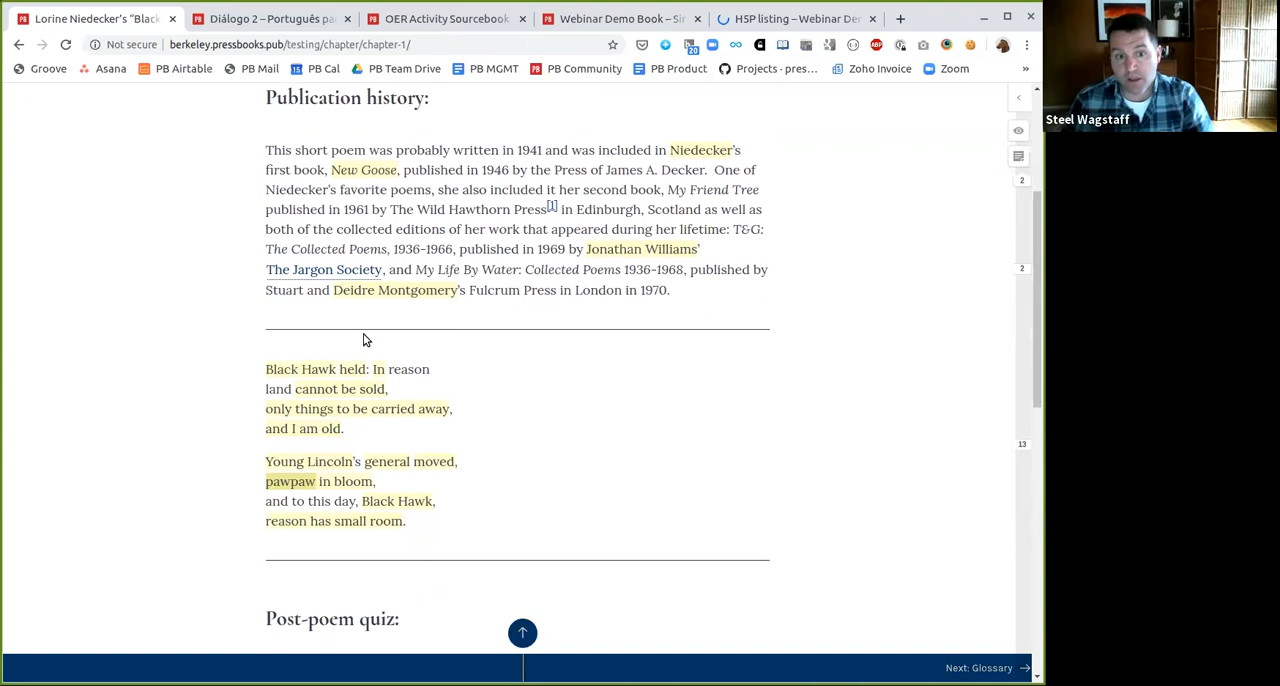 Lorine Niedecker's "Black
Diálogo 2 – Português pa
OER Activity Sourcebook
Webinar Demo Book – Si
H5P listing – Webinar De
Not secure | berkeley.pressbooks.pub/testing/chapter/chapter-1/
20
ABP
Groove
Asana
PB Airtable
PB Mail
15 PB Cal
PB Team Drive
PB MGMT
PB Community
PB Product
Projects · pres...
Zoho Invoice
Zoom
»
Steel Wagstaff
Publication history:
This short poem was probably written in 1941 and was included in Niedecker's
first book, New Goose, published in 1946 by the Press of James A. Decker. One of
Niedecker's favorite poems, she also included it her second book, My Friend Tree
published in 1961 by The Wild Hawthorn Press[1] in Edinburgh, Scotland as well as
both of the collected editions of her work that appeared during her lifetime: T&G:
The Collected Poems, 1936-1966, published in 1969 by Jonathan Williams'
The Jargon Society, and My Life By Water: Collected Poems 1936-1968, published by
Stuart and Deidre Montgomery's Fulcrum Press in London in 1970.
2
2
13
Black Hawk held: In reason
land cannot be sold,
only things to be carried away,
and I am old.
Young Lincoln's general moved,
pawpaw in bloom,
and to this day, Black Hawk,
reason has small room.
Post-poem quiz:
Next: Glossary →